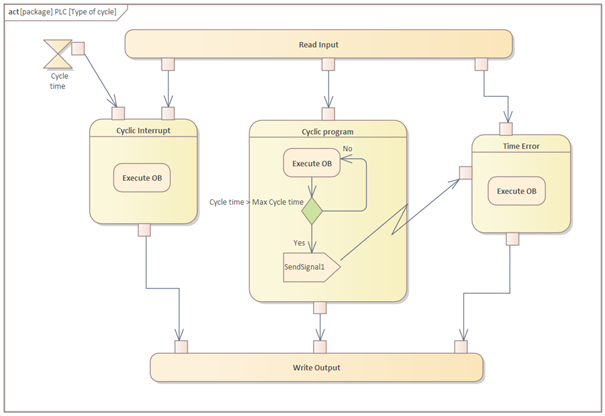 act [package] PLC [Type of cycle]
Read Input
Cycle
time
Cyclic Interrupt
Execute OB
Cyclic program
Execute OB
No
Cycle time > Max Cycle time
Yes
SendSignal1
Time Error
Execute OB
Write Output